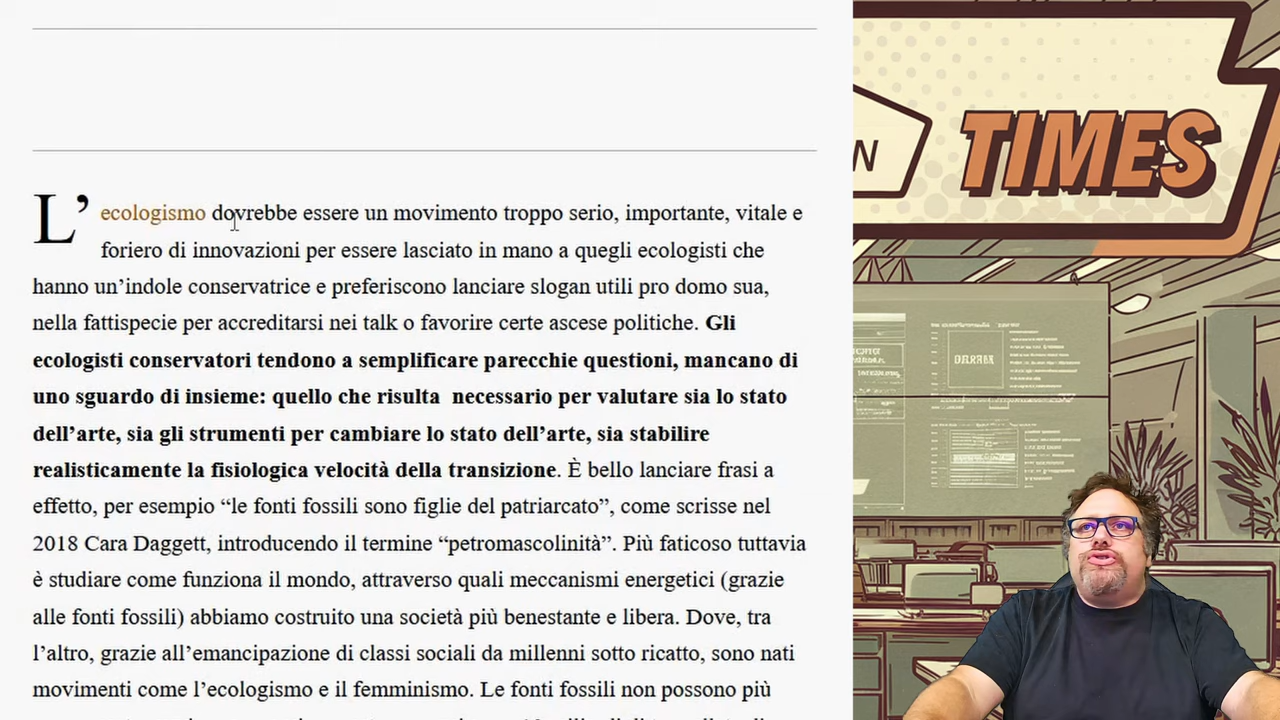 N
TIMES
L’ecologismo dovrebbe essere un movimento troppo serio, importante, vitale e
foriero di innovazioni per essere lasciato in mano a quegli ecologisti che
hanno un’indole conservatrice e preferiscono lanciare slogan utili pro domo sua,
nella fattispecie per accreditarsi nei talk o favorire certe ascese politiche. Gli
ecologisti conservatori tendono a semplificare parecchie questioni, mancano di
uno sguardo di insieme: quello che risulta necessario per valutare sia lo stato
dell’arte, sia gli strumenti per cambiare lo stato dell’arte, sia stabilire
realisticamente la fisiologica velocità della transizione. È bello lanciare frasi a
effetto, per esempio “le fonti fossili sono figlie del patriarcato”, come scrisse nel
2018 Cara Daggett, introducendo il termine “petromascolinità”. Più faticoso tuttavia
è studiare come funziona il mondo, attraverso quali meccanismi energetici (grazie
alle fonti fossili) abbiamo costruito una società più benestante e libera. Dove, tra
l’altro, grazie all’emancipazione di classi sociali da millenni sotto ricatto, sono nati
movimenti come l’ecologismo e il femminismo. Le fonti fossili non possono più